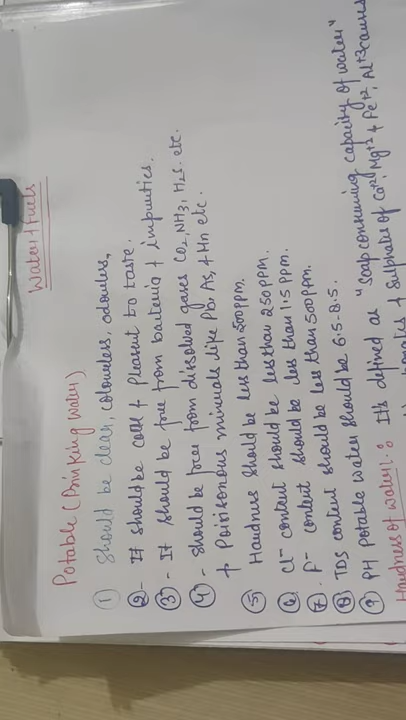 Water & fuels
Potable (Drinking Water)
① Should be clear, colourless, odourless,
② - It should be cool & pleasent to taste.
③ - It should be free from bacteria & impurities.
④ - Should be free from dissolved gases CO2, NH3, H2S. etc.
+ Poisonous minerals like Pb, As, + Mn etc.
⑤ Hardness should be less than 500ppm.
⑥ Cl⁻ content should be less than 250 ppm.
⑦ . F⁻ content should be less than 1.5 ppm.
⑧ TDS content should be less than 500ppm.
⑨ PH potable water should be 6.5-8.5.
Hardness of water:- It's defined as "Soap consuming capacity of water"
& Sulphates of Ca+2, Mg+2 & Fe+2, Al+3 causes